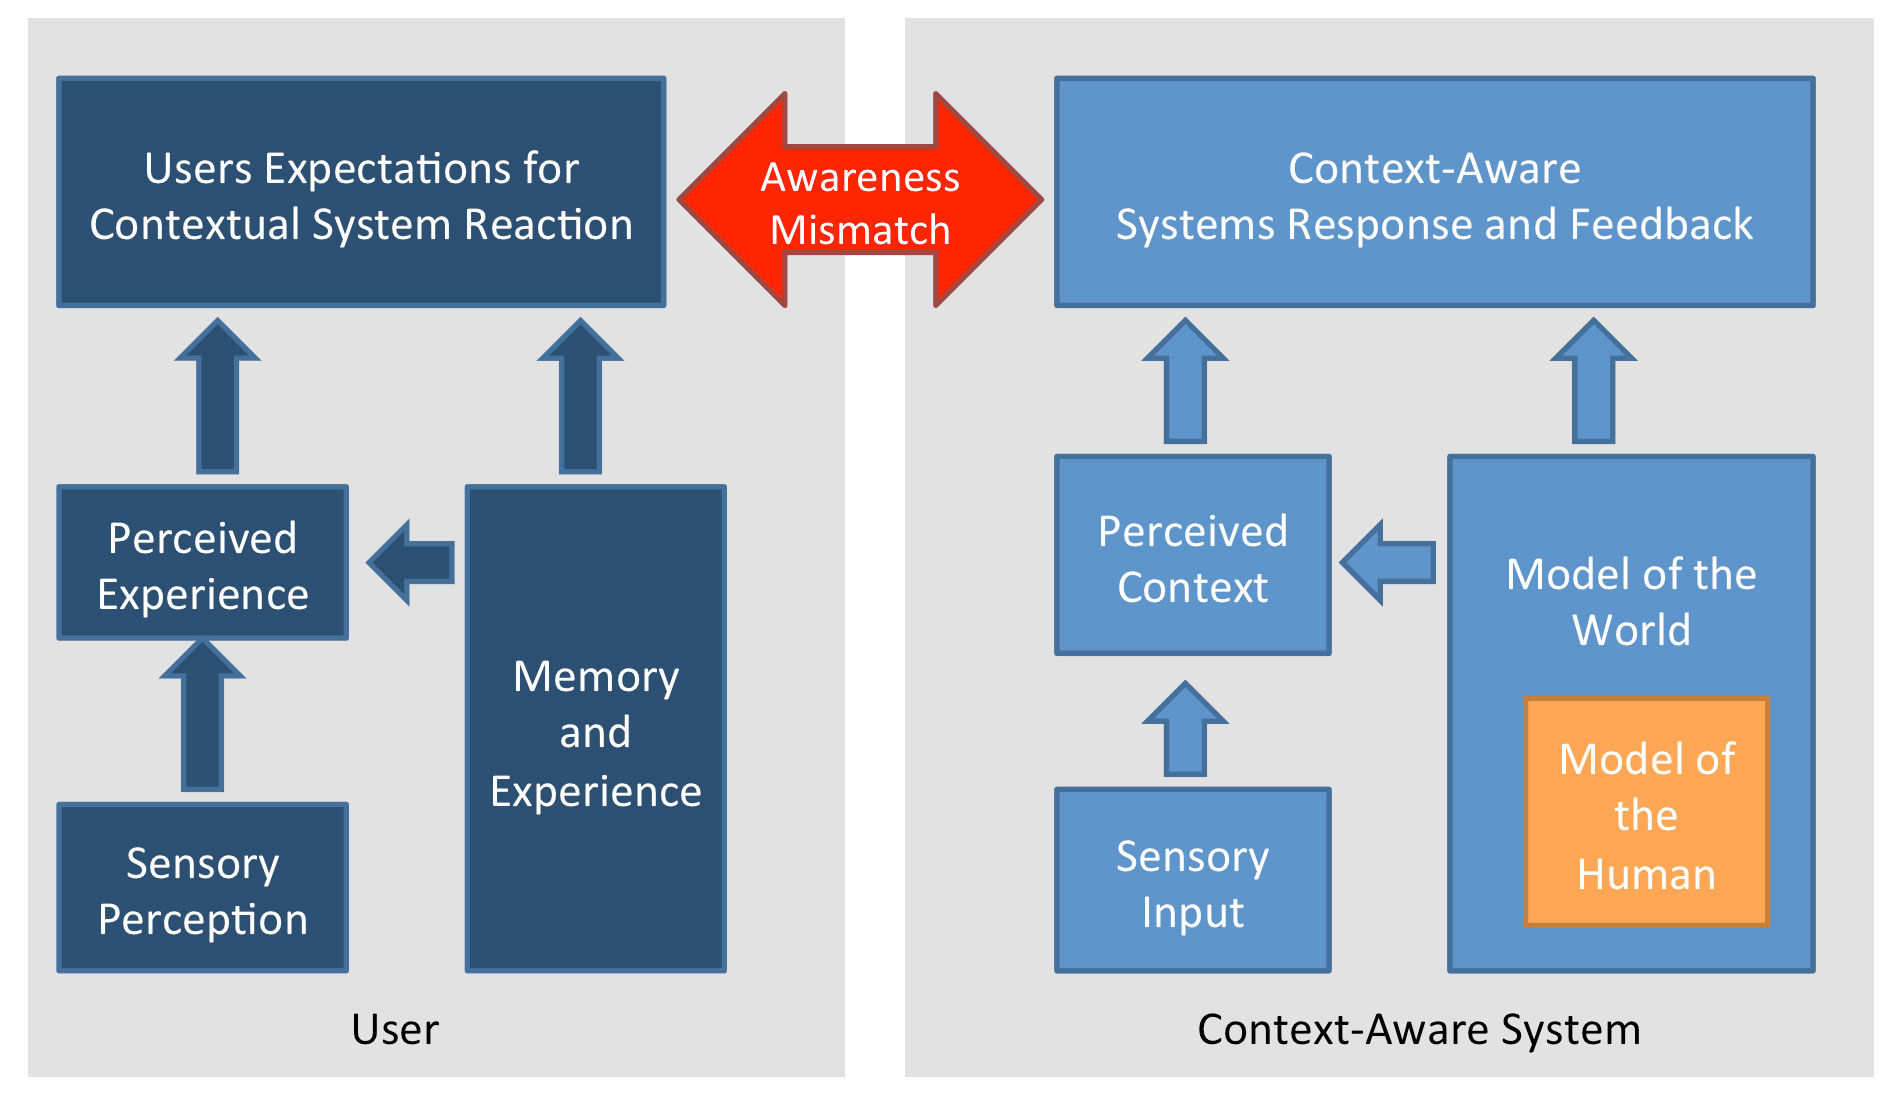 Users Expectations for
Contextual System Reaction
Awareness
Mismatch
Context-Aware
Systems Response and Feedback
Perceived
Experience
Memory
and
Experience
Sensory
Perception
User
Perceived
Context
Model of the
World
Model of
the
Human
Sensory
Input
Context-Aware System